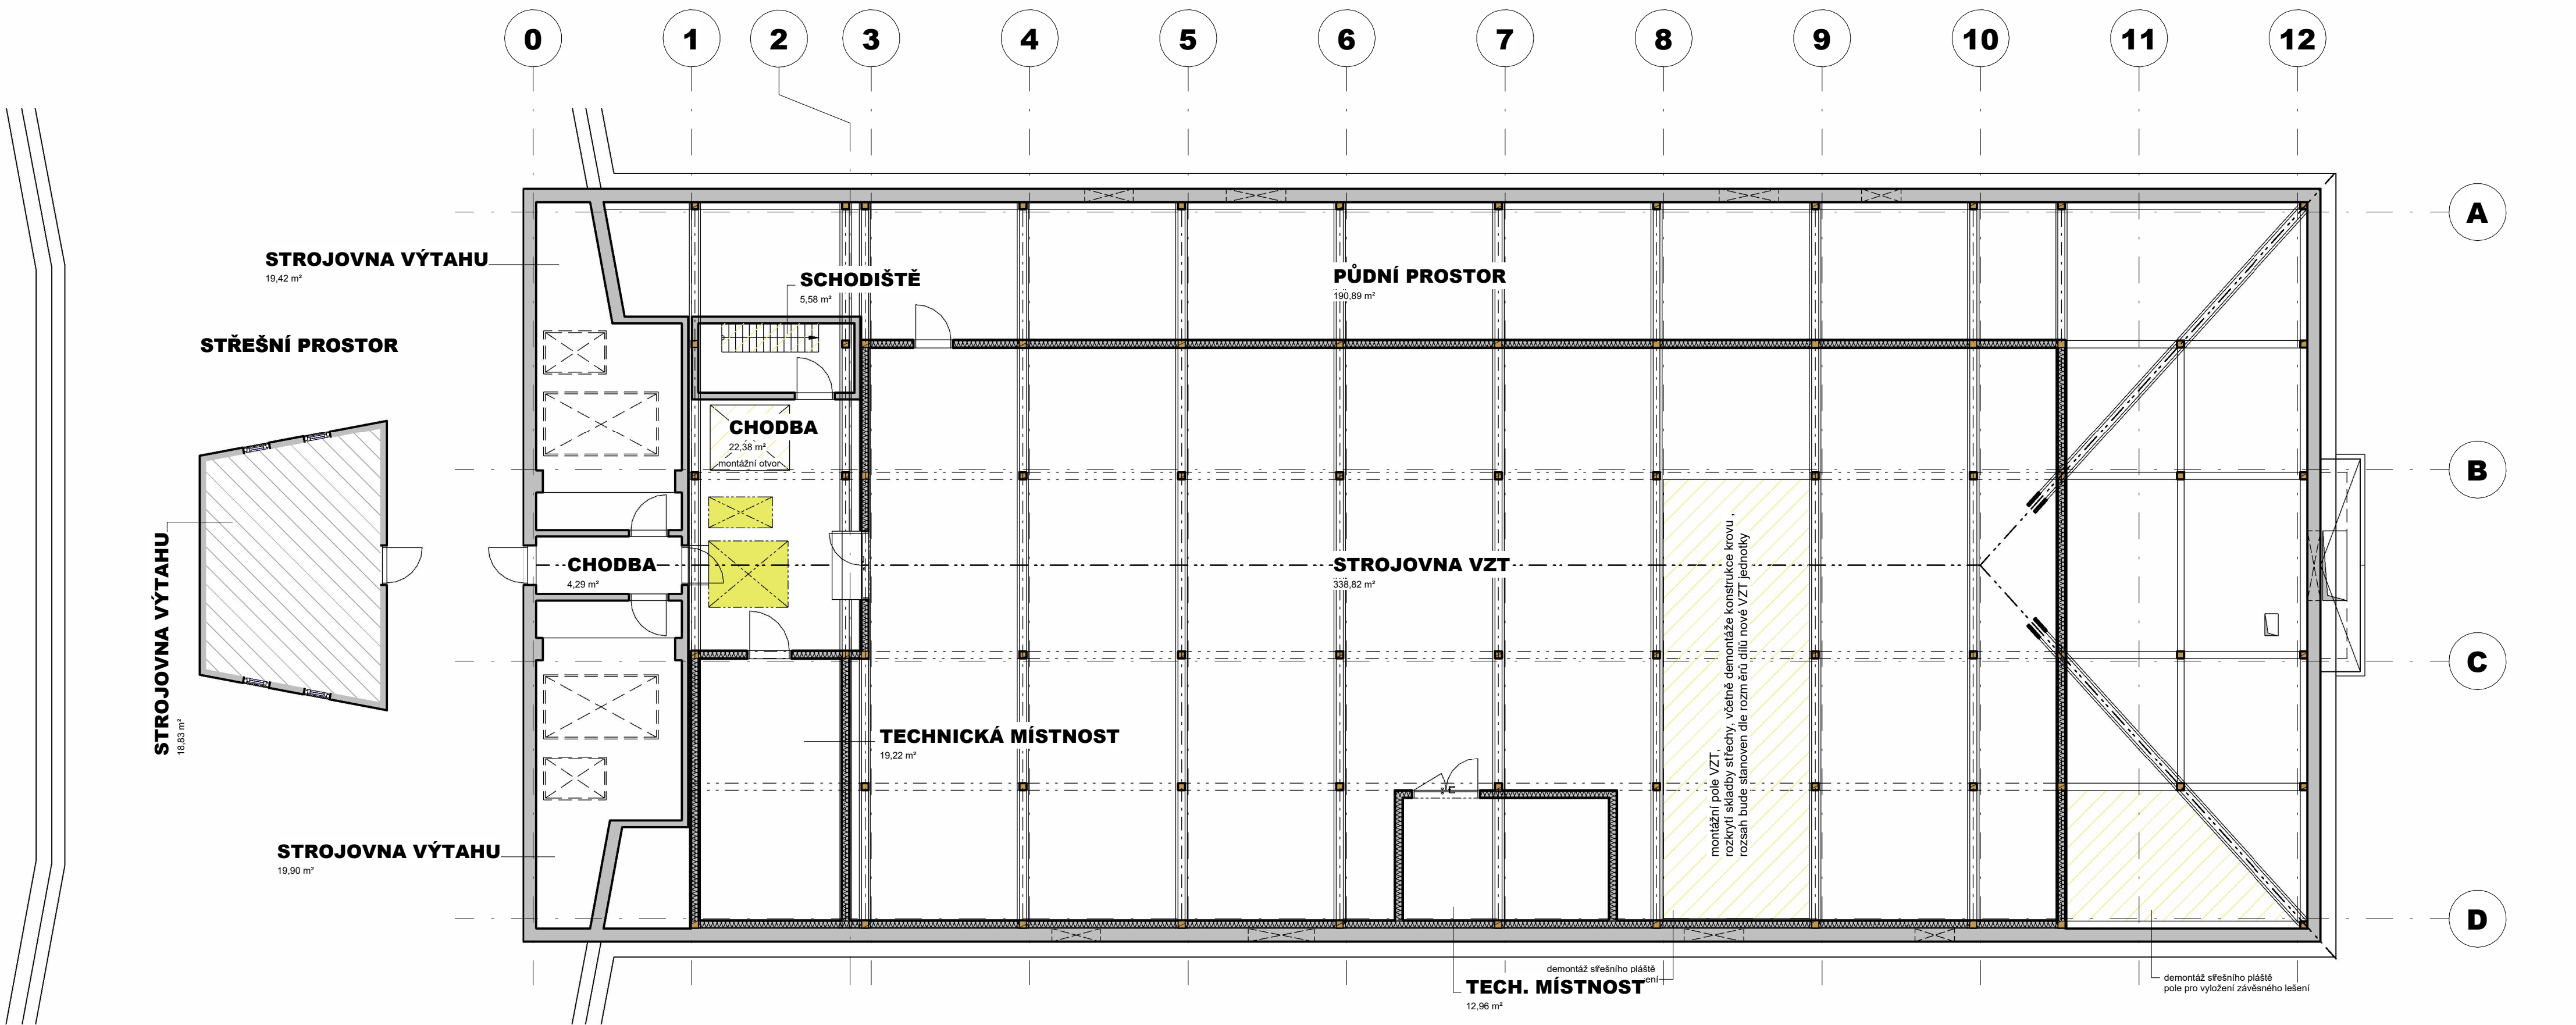 0
1
2
3
4
5
6
7
8
9
10
11
12
A
B
C
D
STROJOVNA VÝTAHU
19,42 m²
SCHODIŠTĚ
5,58 m²
PŮDNÍ PROSTOR
190,89 m²
STŘEŠNÍ PROSTOR
CHODBA
22,38 m²
montážní otvor
STROJOVNA VÝTAHU
18,83 m²
CHODBA
4,29 m²
STROJOVNA VZT
338,82 m²
montážní pole VZT,
rozkrytí skladby střechy, včetně demontáže konstrukce krovu ,
rozsah bude stanoven dle rozměrů dílů nové VZT jednotky
TECHNICKÁ MÍSTNOST
19,22 m²
STROJOVNA VÝTAHU
19,90 m²
demontáž střešního pláště
ení
TECH. MÍSTNOST
12,96 m²
demontáž střešního pláště
pole pro vyložení závěsného lešení